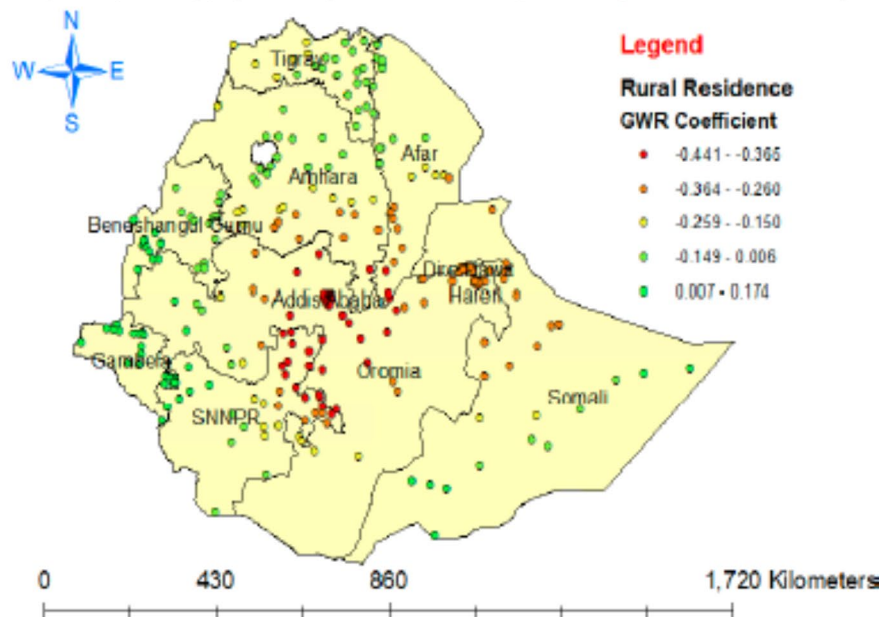 N
W E
S
Legend
Rural Residence
GWR Coefficient
-0.441 - -0.365
-0.364 - -0.260
-0.259 - -0.150
-0.149 - 0.006
0.007 - 0.174
Tigray
Afar
Amhara
Beneshangul Gumu
Dire Dawa
Addis Ababa
Hareri
Gambela
Oromia
Somali
SNNPR
0 430 860 1,720 Kilometers